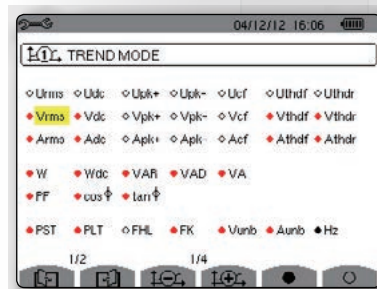 04/12/12 16:06
1 TREND MODE
Urms Udc Upk+ Upk- Ucf Uthdf Uthdr
Vrms Vdc Vpk+ Vpk- Vcf Vthdf Vthdr
Arms Adc Apk+ Apk- Acf Athdf Athdr
W Wdc VAR VAD VA
PF cos Φ tan Φ
PST PLT FHL FK Vunb Aunb Hz
1/2 1/4